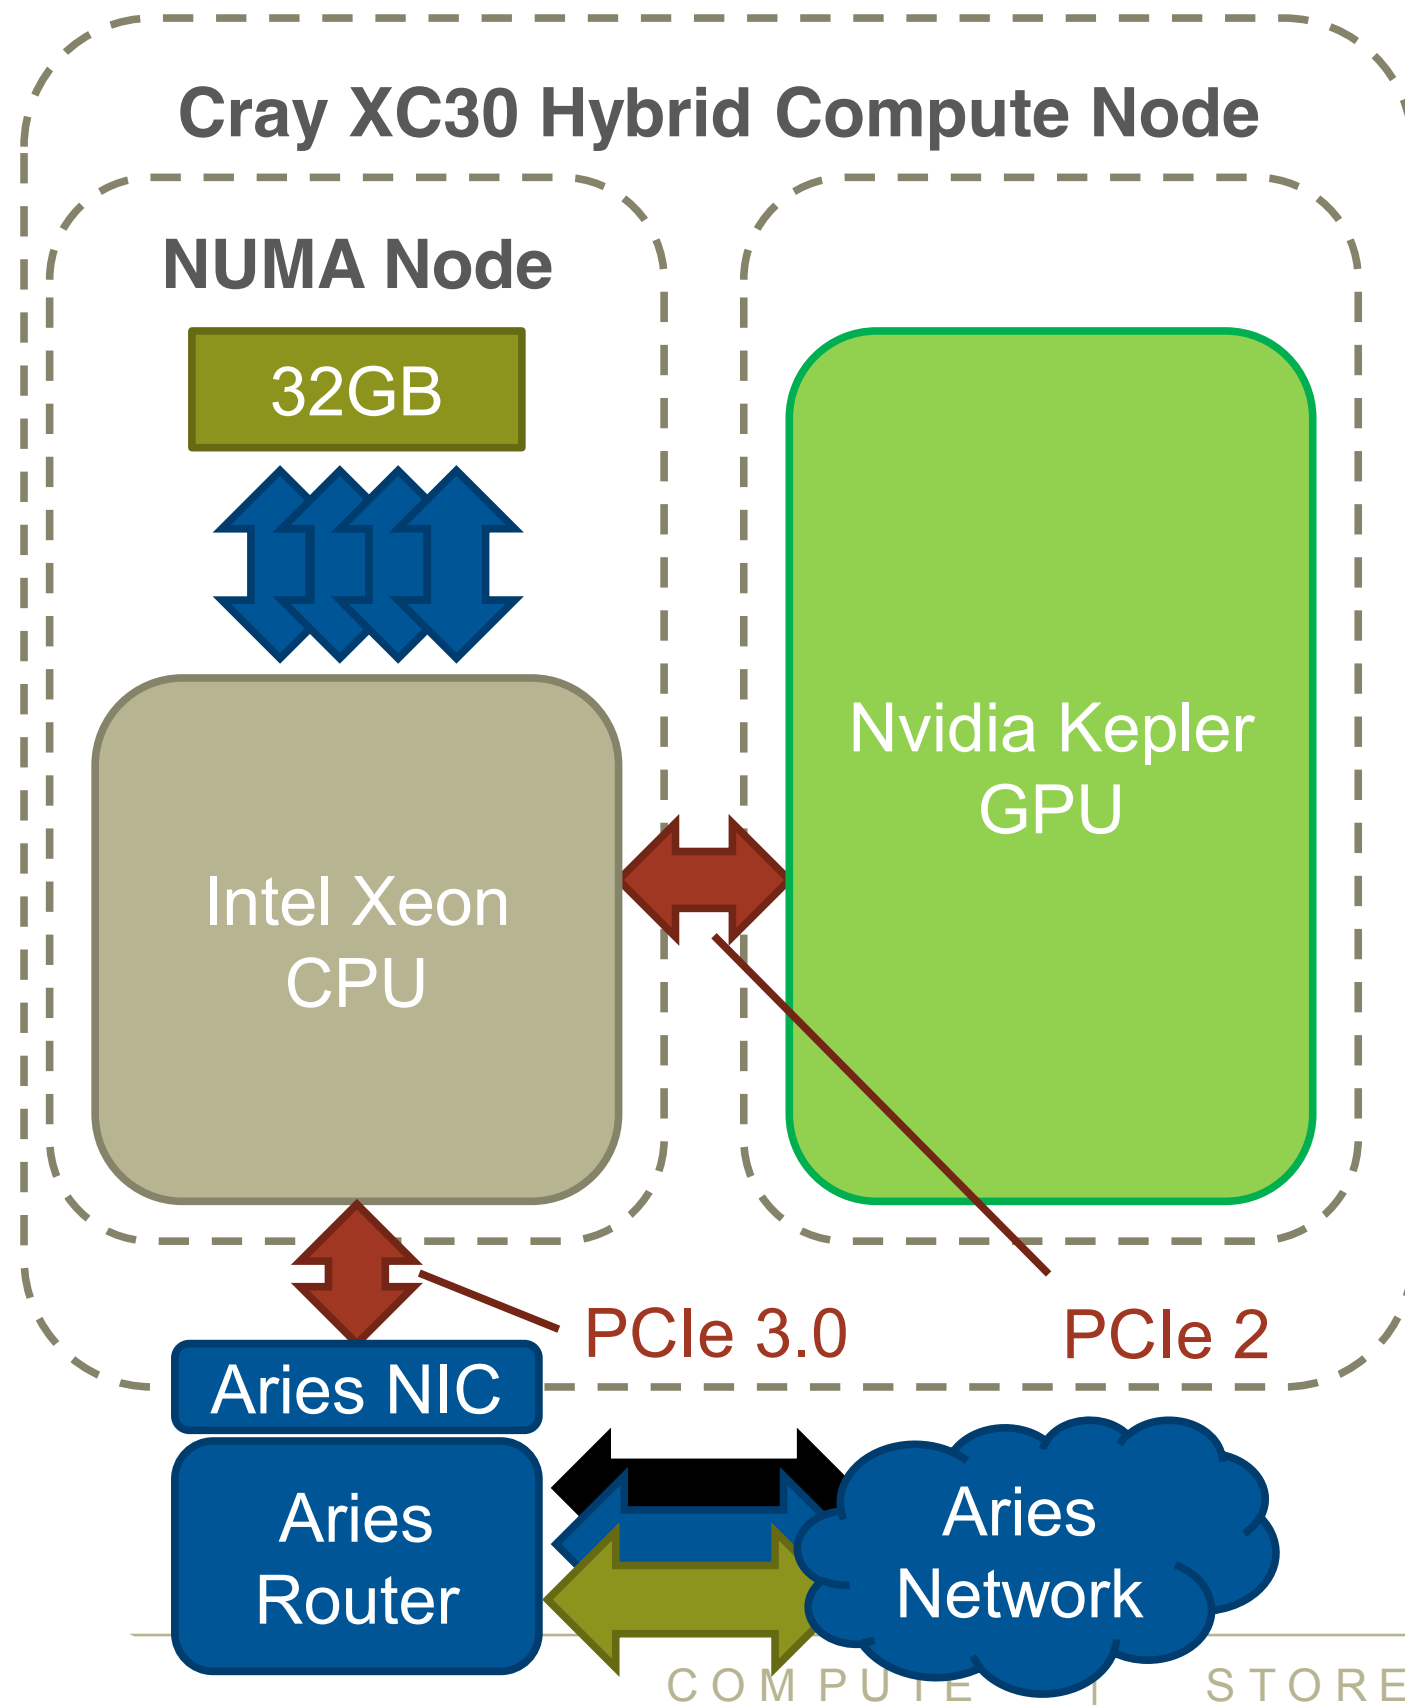 Cray XC30 Hybrid Compute Node
NUMA Node
32GB
Nvidia Kepler
GPU
Intel Xeon
CPU
PCIe 3.0
PCIe 2
Aries NIC
Aries
Router
Aries
Network
COMPUTE | STORE